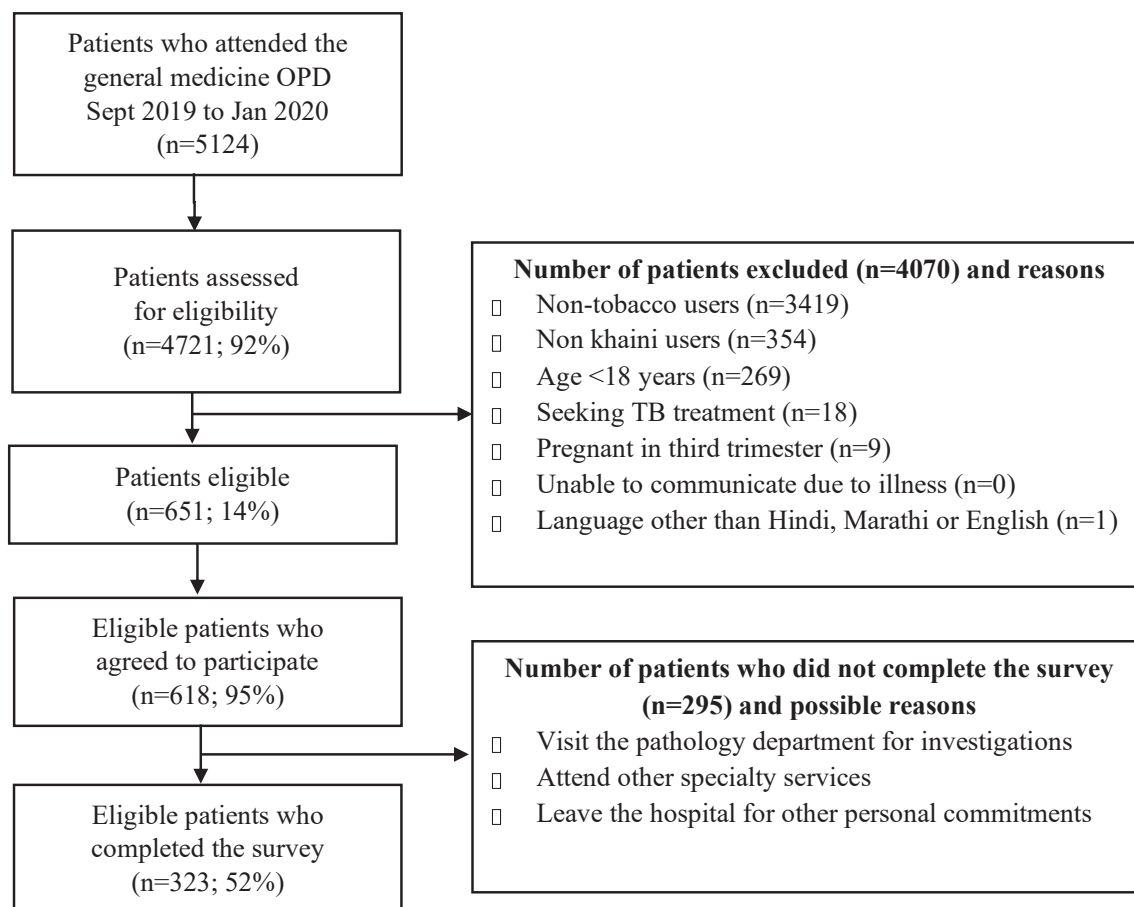 Patients who attended the
general medicine OPD
Sept 2019 to Jan 2020
(n=5124)
Patients assessed
for eligibility
(n=4721; 92%)
Number of patients excluded (n=4070) and reasons
Non-tobacco users (n=3419)
Non khaini users (n=354)
Age <18 years (n=269)
Seeking TB treatment (n=18)
Pregnant in third trimester (n=9)
Unable to communicate due to illness (n=0)
Language other than Hindi, Marathi or English (n=1)
Patients eligible
(n=651; 14%)
Eligible patients who
agreed to participate
(n=618; 95%)
Number of patients who did not complete the survey
(n=295) and possible reasons
Visit the pathology department for investigations
Attend other specialty services
Leave the hospital for other personal commitments
Eligible patients who
completed the survey
(n=323; 52%)